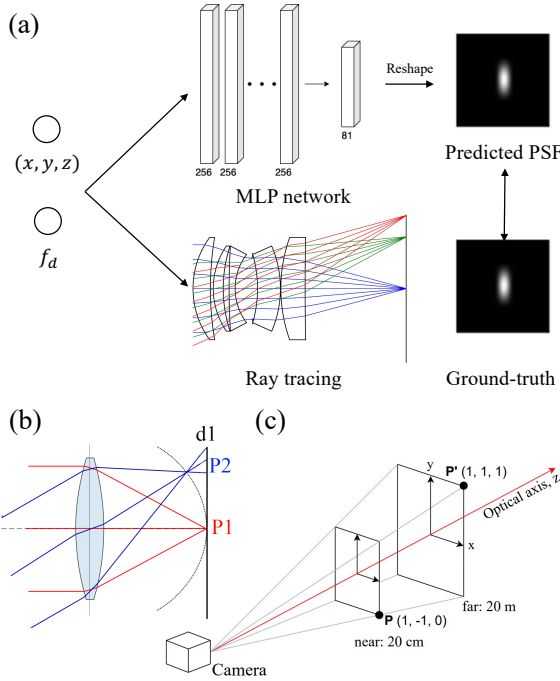 (a)
(x, y, z)
f_d
256
256
256
81
MLP network
Reshape
Predicted PSF
Ray tracing
Ground-truth
(b)
d1
P2
P1
(c)
P' (1, 1, 1)
y
x
Optical axis, z
far: 20 m
P (1, -1, 0)
near: 20 cm
Camera